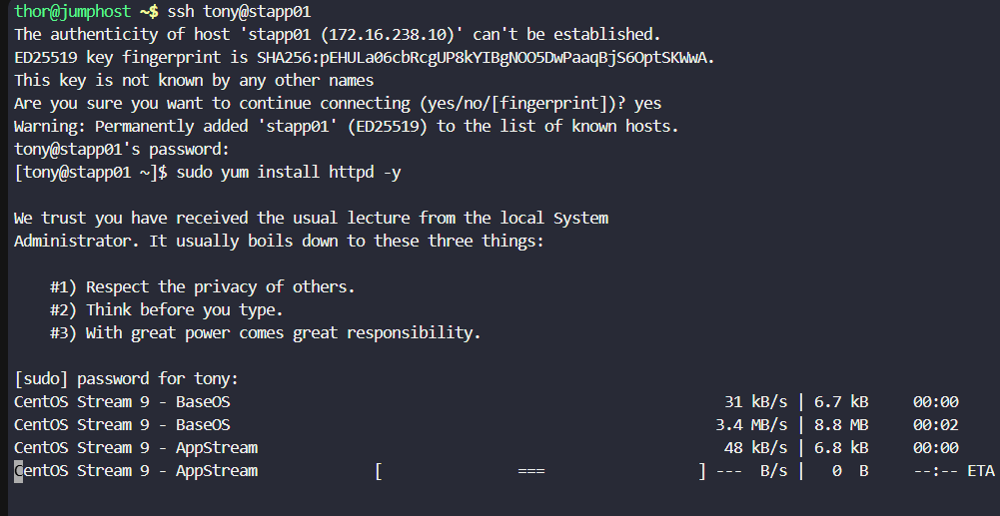 thor@jumphost ~$ ssh tony@stapp01
The authenticity of host 'stapp01 (172.16.238.10)' can't be established.
ED25519 key fingerprint is SHA256:pEHULa06cbRcgUP8kYIBgNOO5DwPaaqBjS6OptSKWwA.
This key is not known by any other names
Are you sure you want to continue connecting (yes/no/[fingerprint])? yes
Warning: Permanently added 'stapp01' (ED25519) to the list of known hosts.
tony@stapp01's password:
[tony@stapp01 ~]$ sudo yum install httpd -y
We trust you have received the usual lecture from the local System
Administrator. It usually boils down to these three things:
#1) Respect the privacy of others.
#2) Think before you type.
#3) With great power comes great responsibility.
[sudo] password for tony:
CentOS Stream 9 - BaseOS 31 kB/s | 6.7 kB 00:00
CentOS Stream 9 - BaseOS 3.4 MB/s | 8.8 MB 00:02
CentOS Stream 9 - AppStream 48 kB/s | 6.8 kB 00:00
CentOS Stream 9 - AppStream [ === ] --- B/s | 0 B --:-- ETA